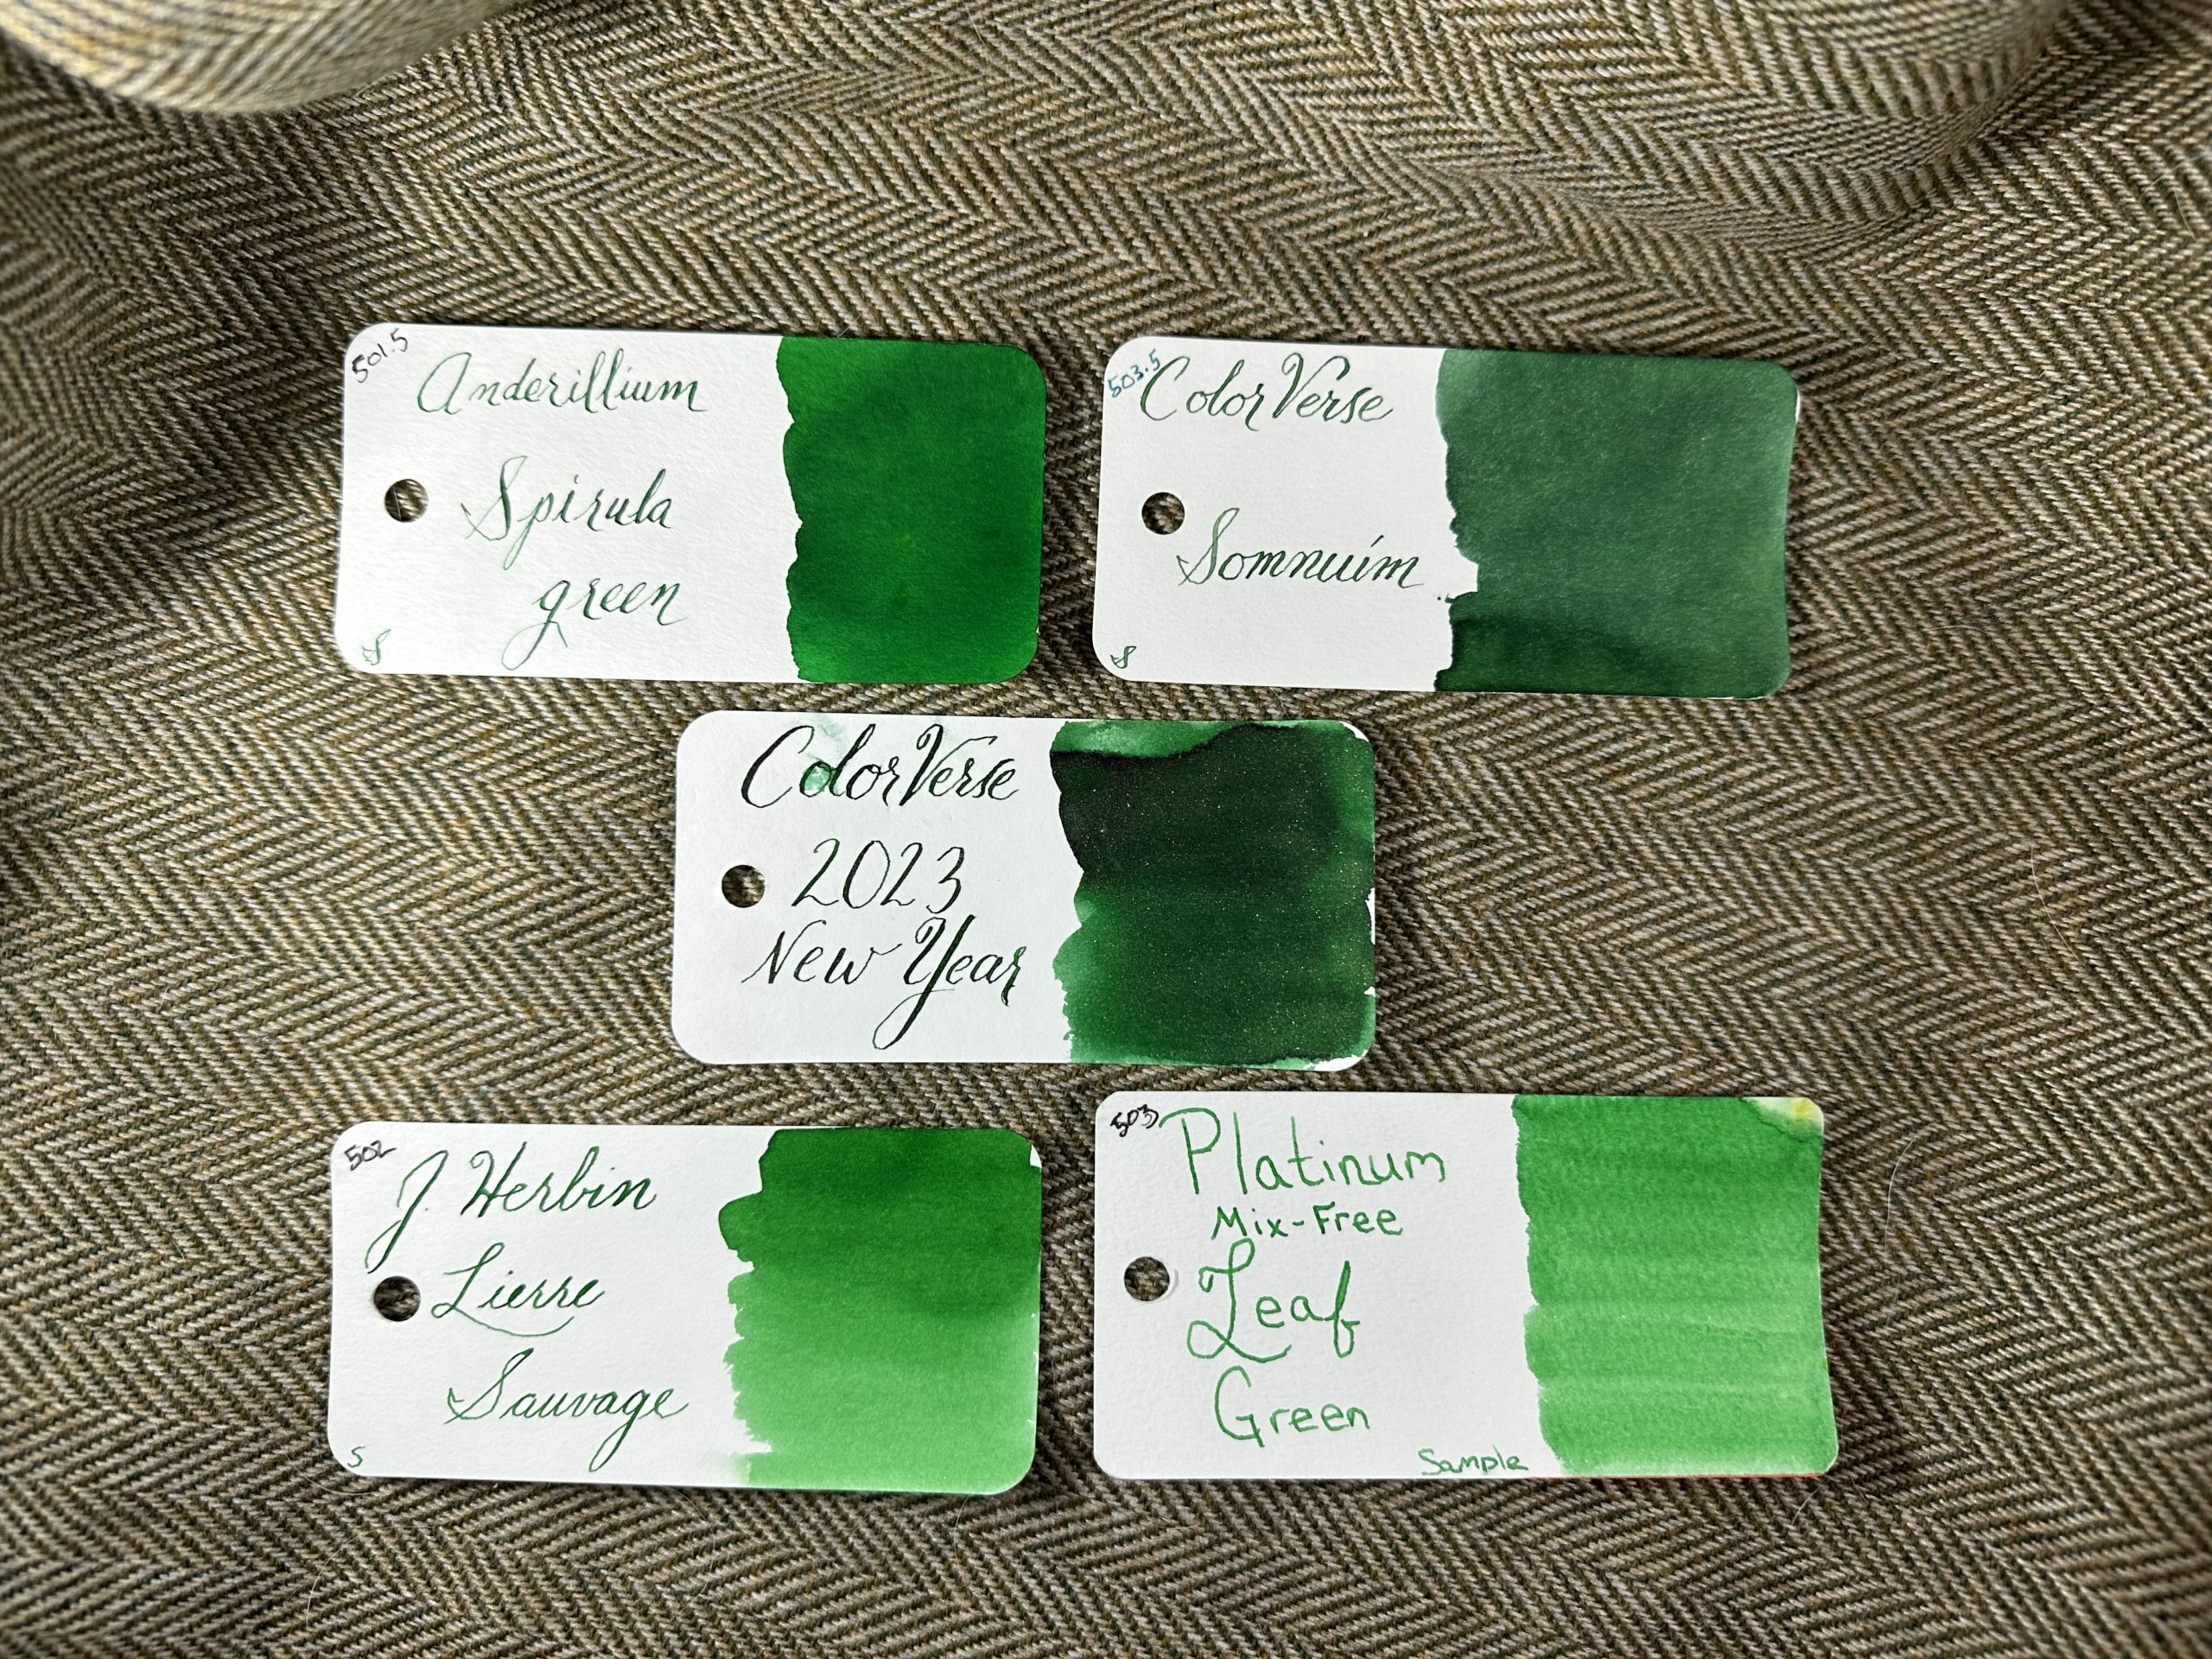 501.5
Anderillium
Spirula
green
S
503.5
ColorVerse
Somnuim
S
ColorVerse
2023
New Year
502
J. Herbin
Lierre
Sauvage
S
503
Platinum
Mix-Free
Leaf
Green
Sample